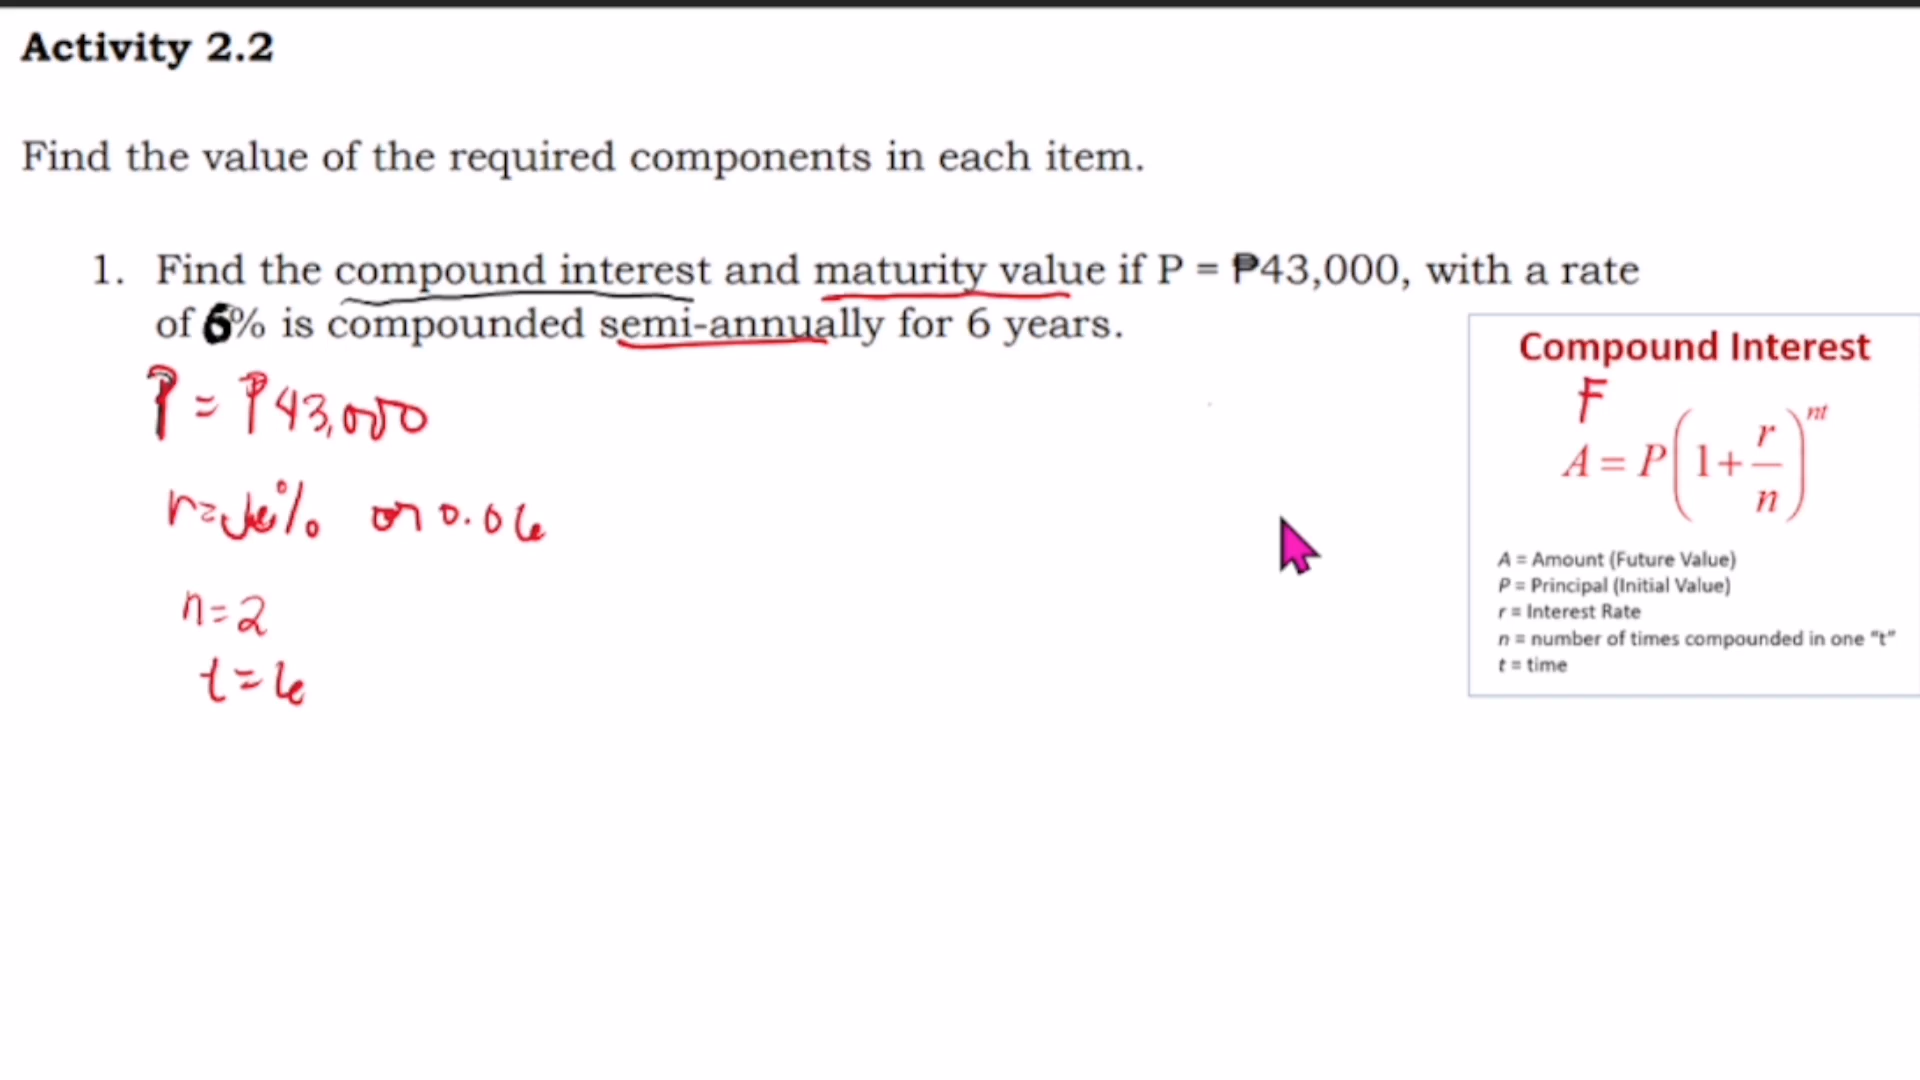 Activity 2.2
Find the value of the required components in each item.
1. Find the compound interest and maturity value if P = ₱43,000, with a rate
of 6% is compounded semi-annually for 6 years.
P = ₱43,000
r = 6% or 0.06
n = 2
t = 6
Compound Interest
F
A = P(1 + r/n)^nt
A = Amount (Future Value)
P = Principal (Initial Value)
r = Interest Rate
n = number of times compounded in one "t"
t = time